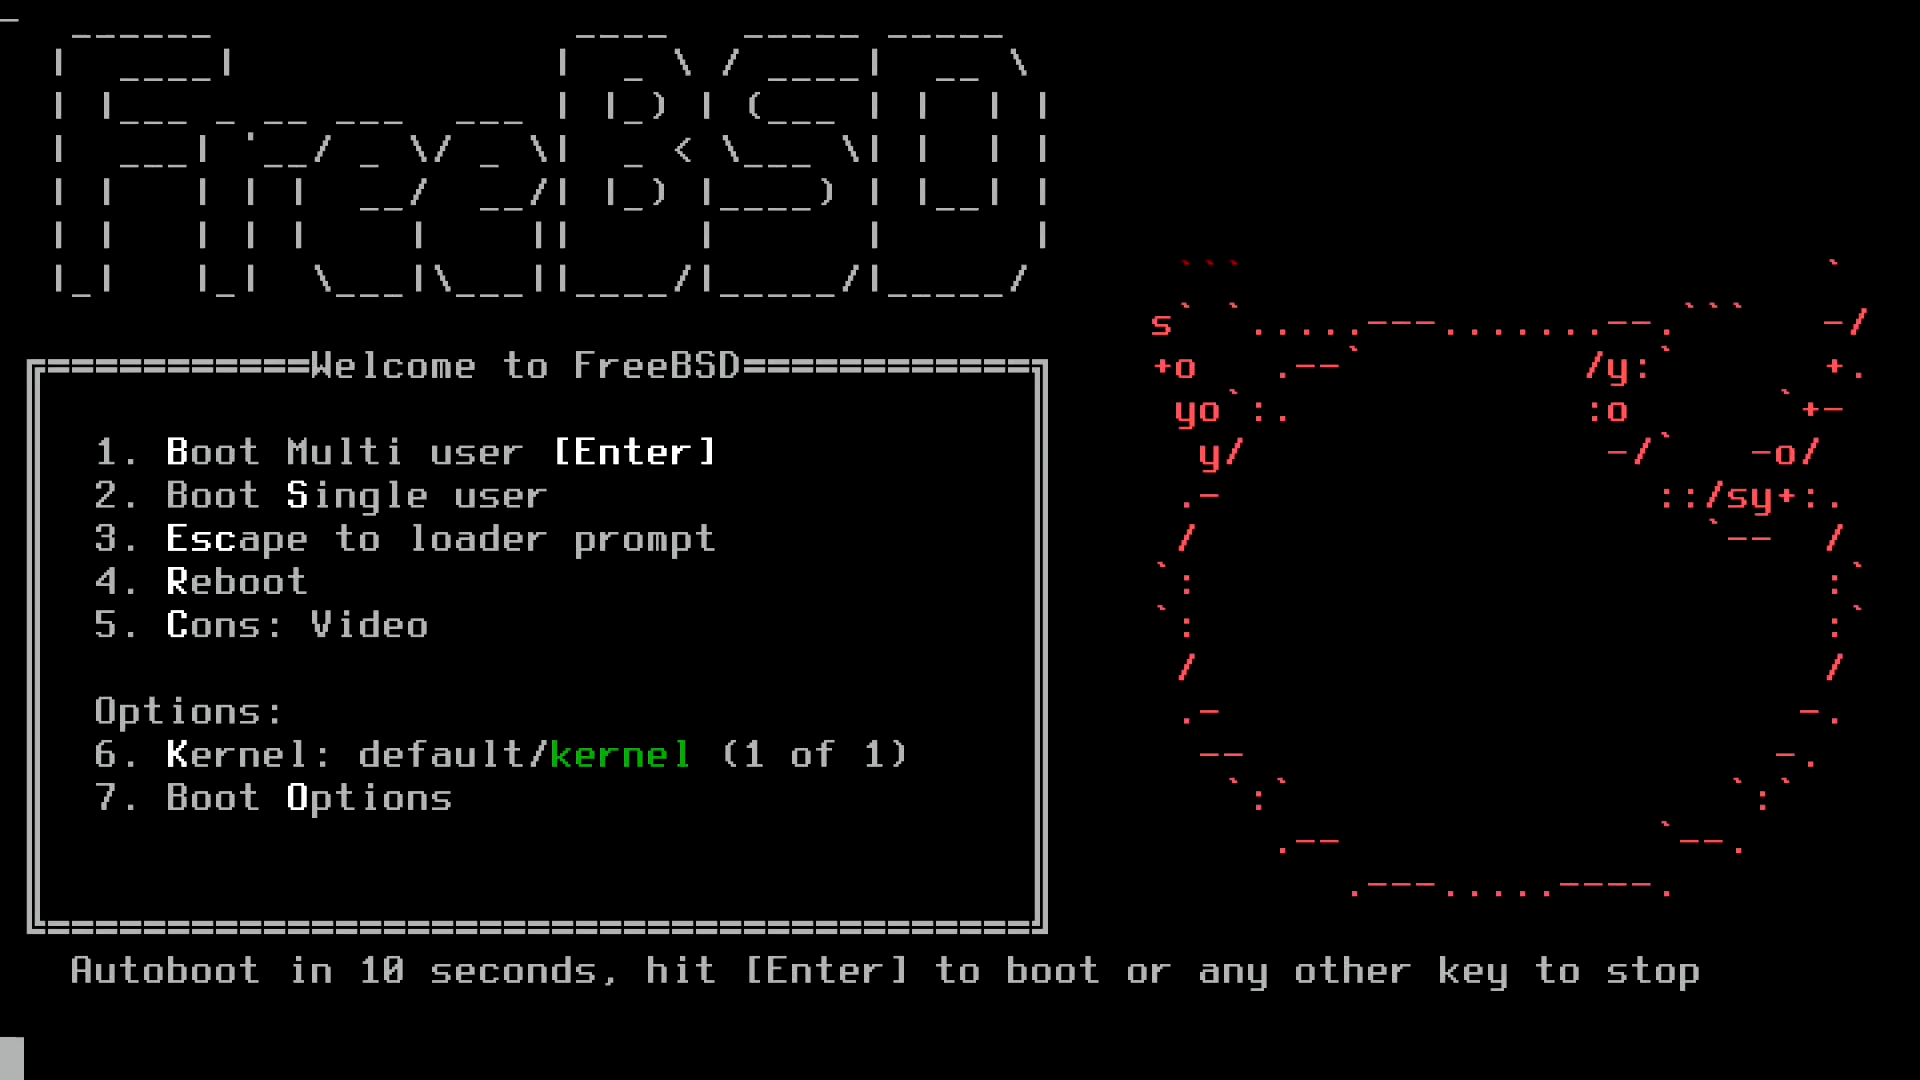 FreeBSD
Welcome to FreeBSD
1. Boot Multi user [Enter]
2. Boot Single user
3. Escape to loader prompt
4. Reboot
5. Cons: Video
Options:
6. Kernel: default/kernel (1 of 1)
7. Boot Options
Autoboot in 10 seconds, hit [Enter] to boot or any other key to stop